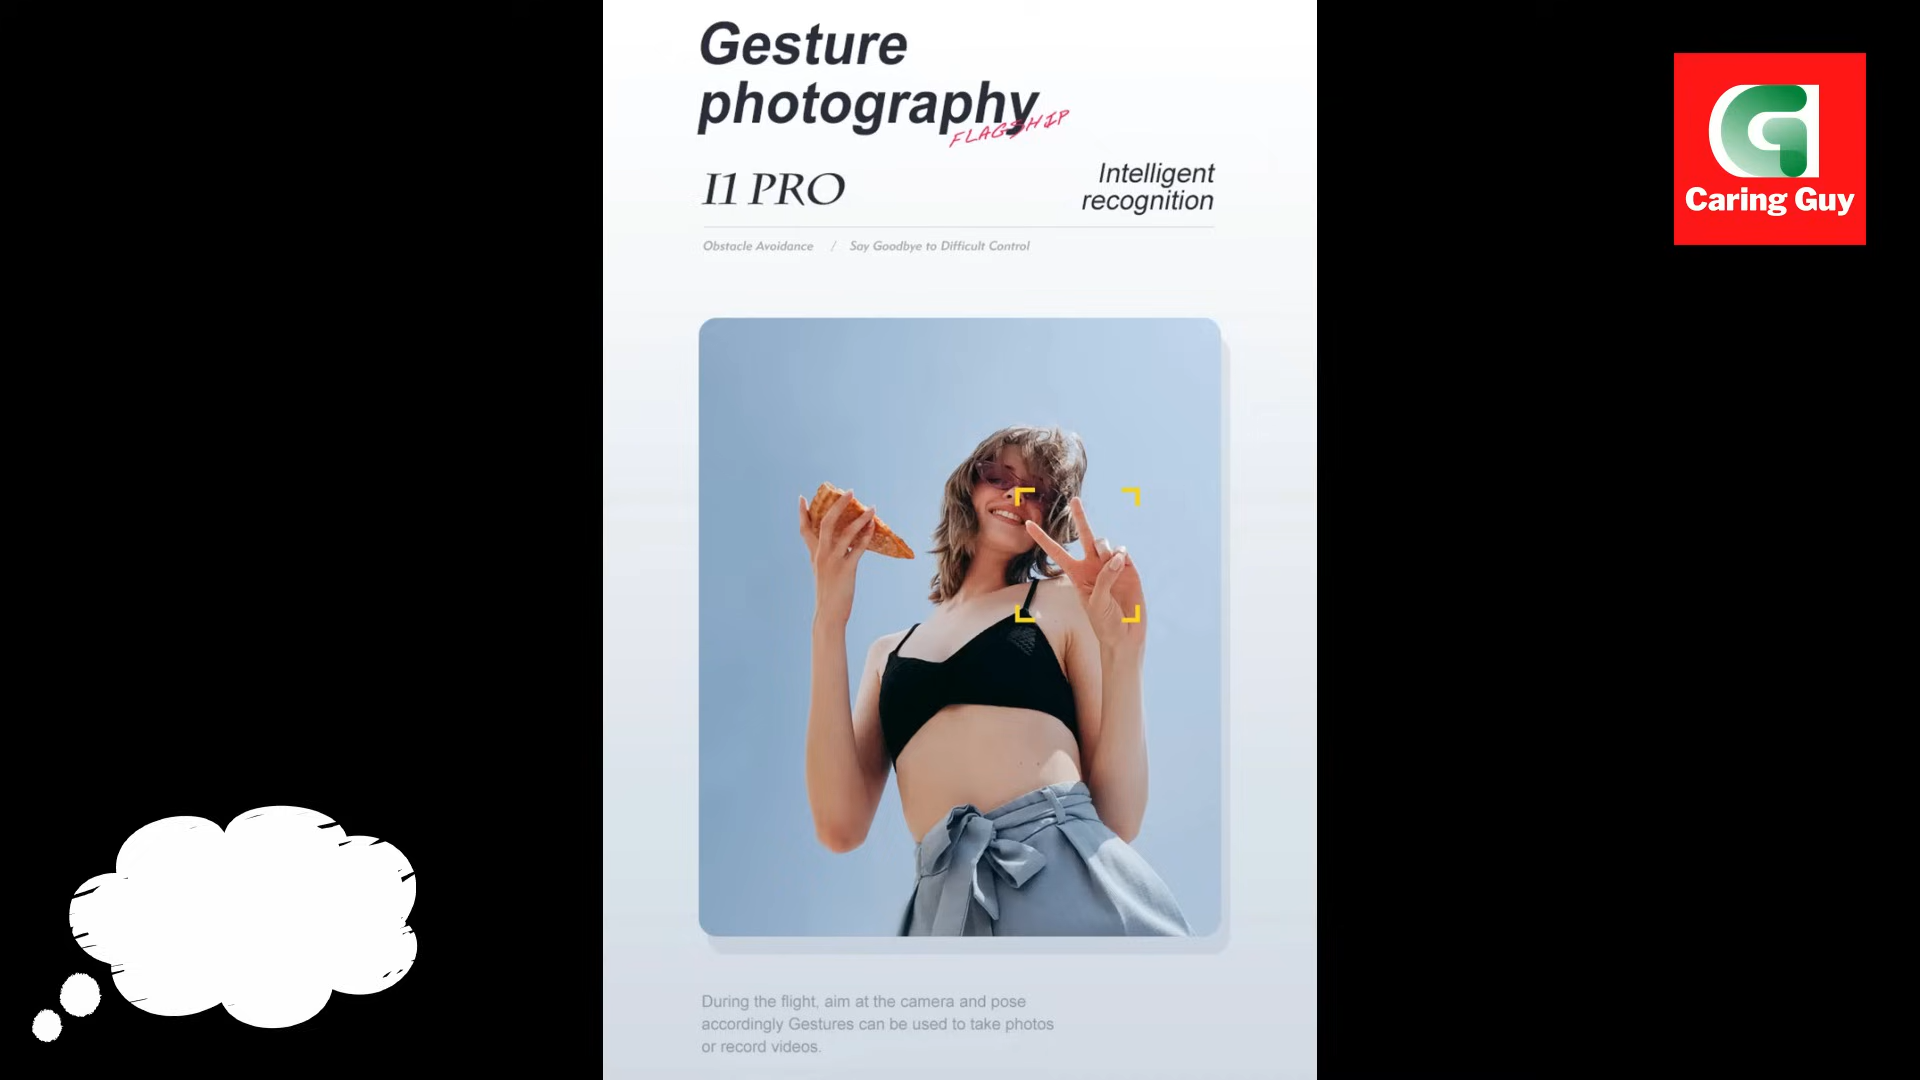 Gesture
photography
FLAGSHIP
I1 PRO
Intelligent
recognition
Obstacle Avoidance / Say Goodbye to Difficult Control
During the flight, aim at the camera and pose
accordingly Gestures can be used to take photos
or record videos.
Caring Guy